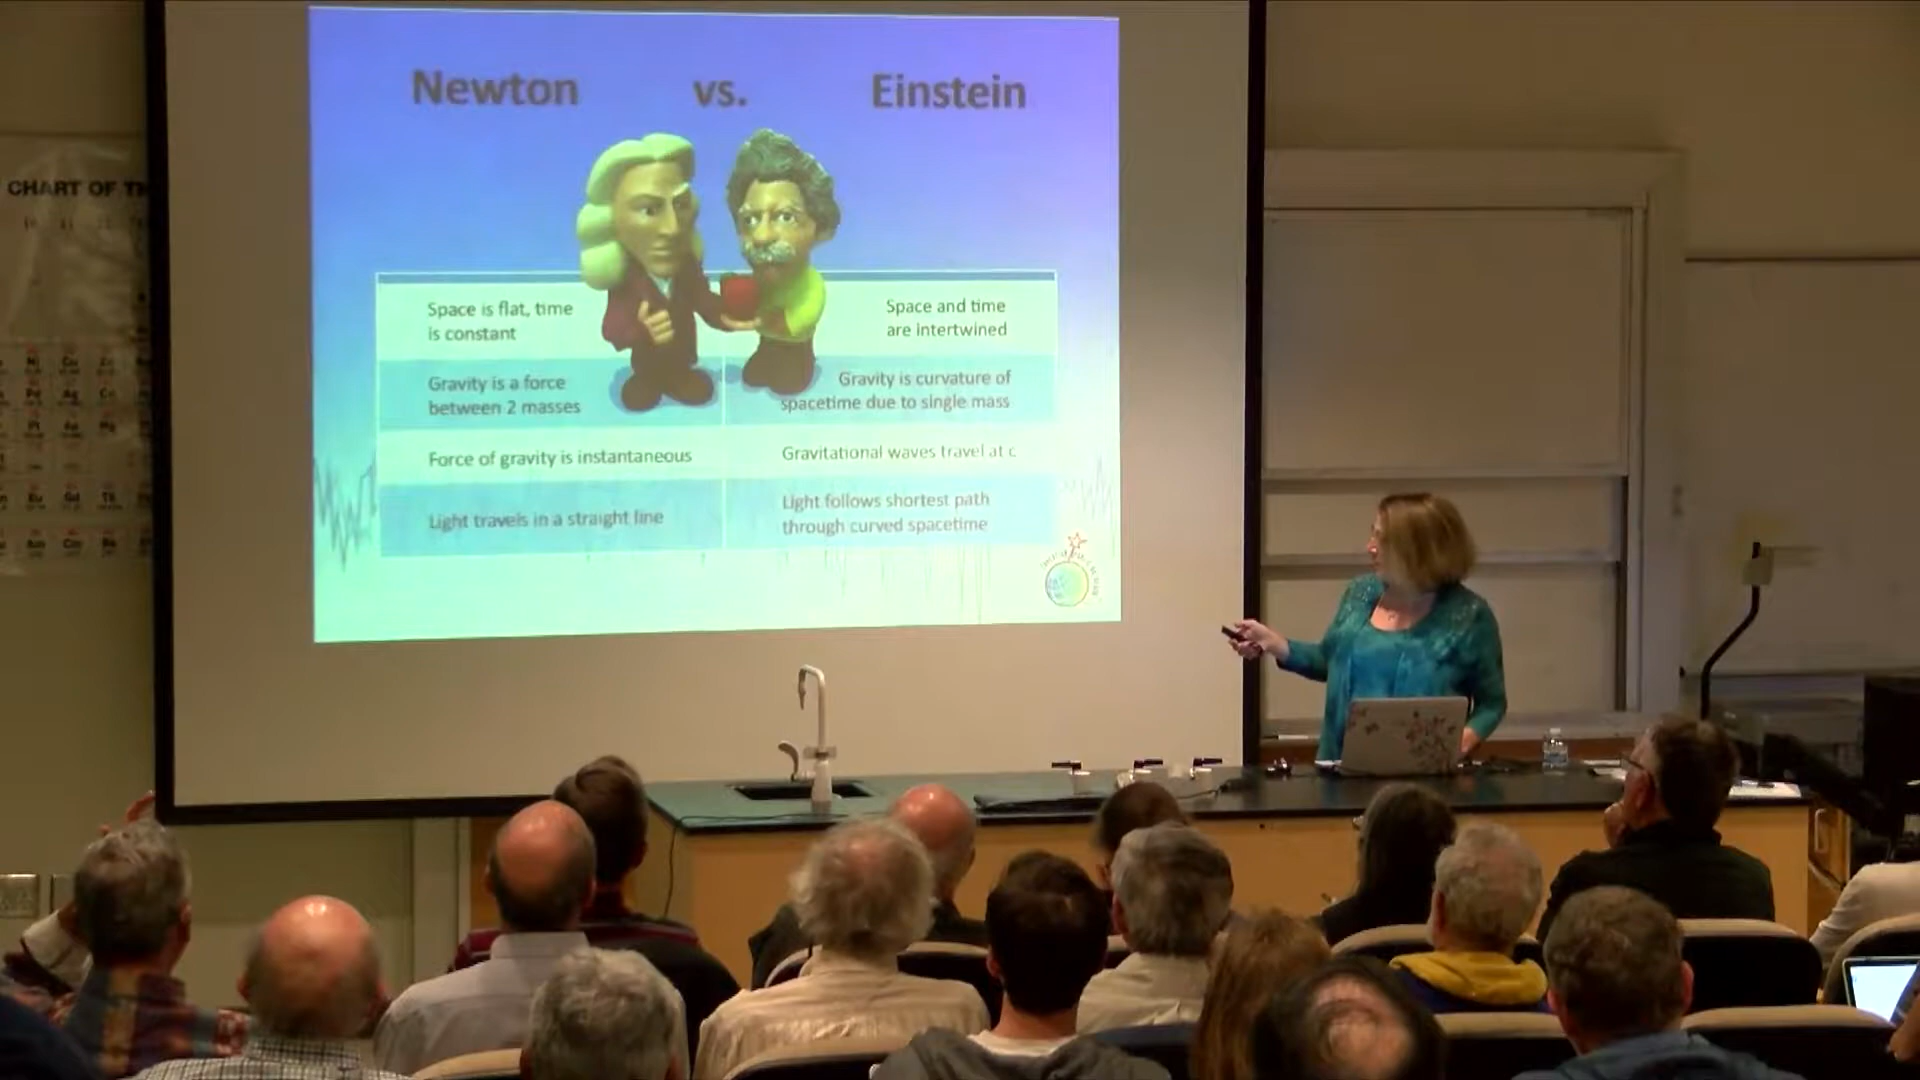 Newton vs. Einstein
CHART OF
Space is flat, time
is constant
Space and time
are intertwined
Gravity is a force
between 2 masses
Gravity is curvature of
spacetime due to single mass
Force of gravity is instantaneous
Gravitational waves travel at c
Light travels in a straight line
Light follows shortest path
through curved spacetime